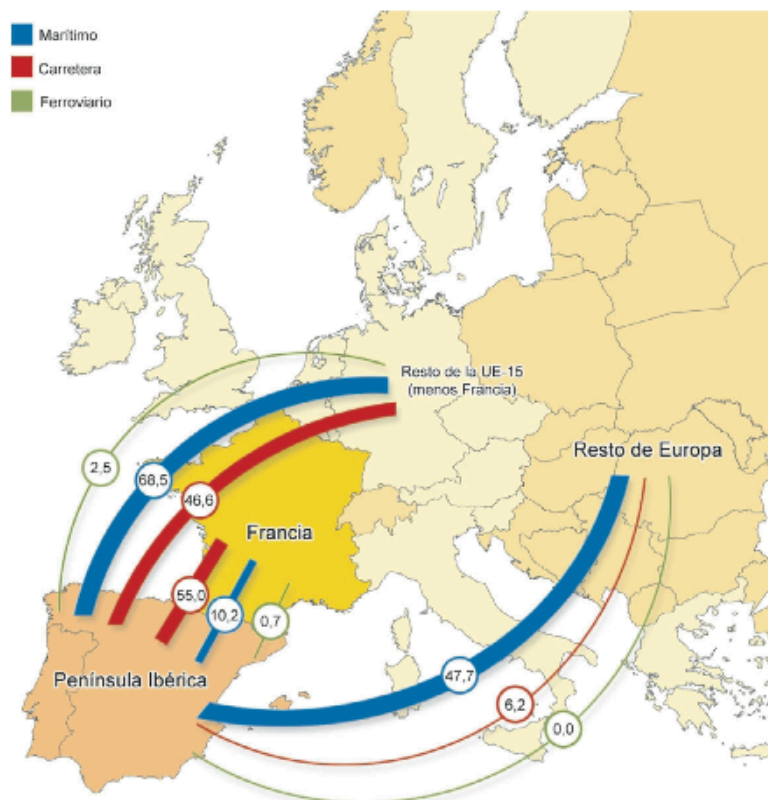 Marítimo
Carretera
Ferroviario
Resto de la UE-15
(menos Francia)
Resto de Europa
2,5
68,5
46,6
Francia
55,0
10,2
0,7
Península Ibérica
47,7
6,2
0,0